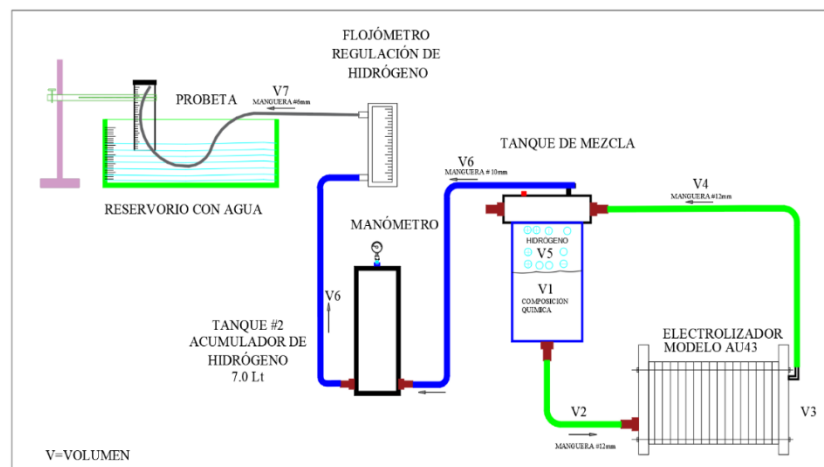 FLOJÓMETRO
REGULACIÓN DE
HIDRÓGENO
PROBETA
V7
MANGUERA #6mm
RESERVORIO CON AGUA
TANQUE DE MEZCLA
V6
MANGUERA # 10mm
V4
MANGUERA #12mm
MANÓMETRO
HIDRÓGENO
V5
V1
COMPOSICIÓN
QUIMICA
V6
TANQUE #2
ACUMULADOR DE
HIDRÓGENO
7.0 Lt
ELECTROLIZADOR
MODELO AU43
V2
MANGUERA #12mm
V3
V=VOLUMEN